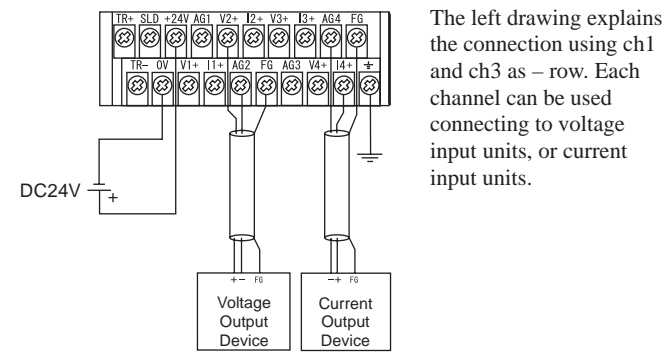 TR+ SLD +24V AG1 V2+ I2+ V3+ I3+ AG4 FG
TR− 0V V1+ I1+ AG2 FG AG3 V4+ I4+
DC24V
+
+ − FG
− + FG
Voltage
Output
Device
Current
Output
Device
The left drawing explains
the connection using ch1
and ch3 as – row. Each
channel can be used
connecting to voltage
input units, or current
input units.